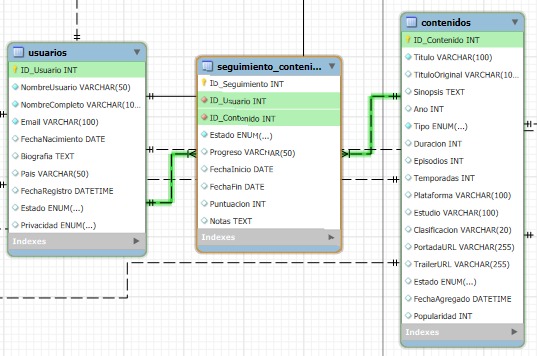 usuarios
ID_Usuario INT
NombreUsuario VARCHAR(50)
NombreCompleto VARCHAR(10...
Email VARCHAR(100)
FechaNacimiento DATE
Biografia TEXT
Pais VARCHAR(50)
FechaRegistro DATETIME
Estado ENUM(...)
Privacidad ENUM(...)
Indexes
seguimiento_conteni...
ID_Seguimiento INT
ID_Usuario INT
ID_Contenido INT
Estado ENUM(...)
Progreso VARCHAR(50)
FechaInicio DATE
FechaFin DATE
Puntuacion INT
Notas TEXT
Indexes
contenidos
ID_Contenido INT
Titulo VARCHAR(100)
TituloOriginal VARCHAR(10...
Sinopsis TEXT
Ano INT
Tipo ENUM(...)
Duracion INT
Episodios INT
Temporadas INT
Plataforma VARCHAR(100)
Estudio VARCHAR(100)
Clasificacion VARCHAR(20)
PortadaURL VARCHAR(255)
TrailerURL VARCHAR(255)
Estado ENUM(...)
FechaAgregado DATETIME
Popularidad INT
Indexes